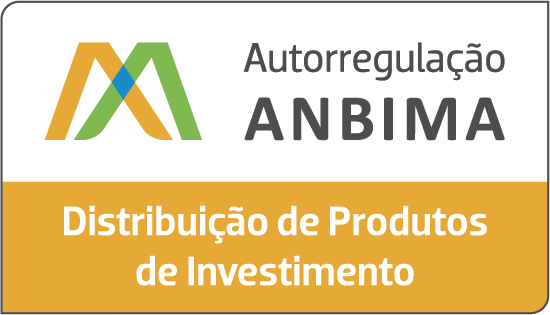 Autorregulação
ANBIMA
Distribuição de Produtos
de Investimento